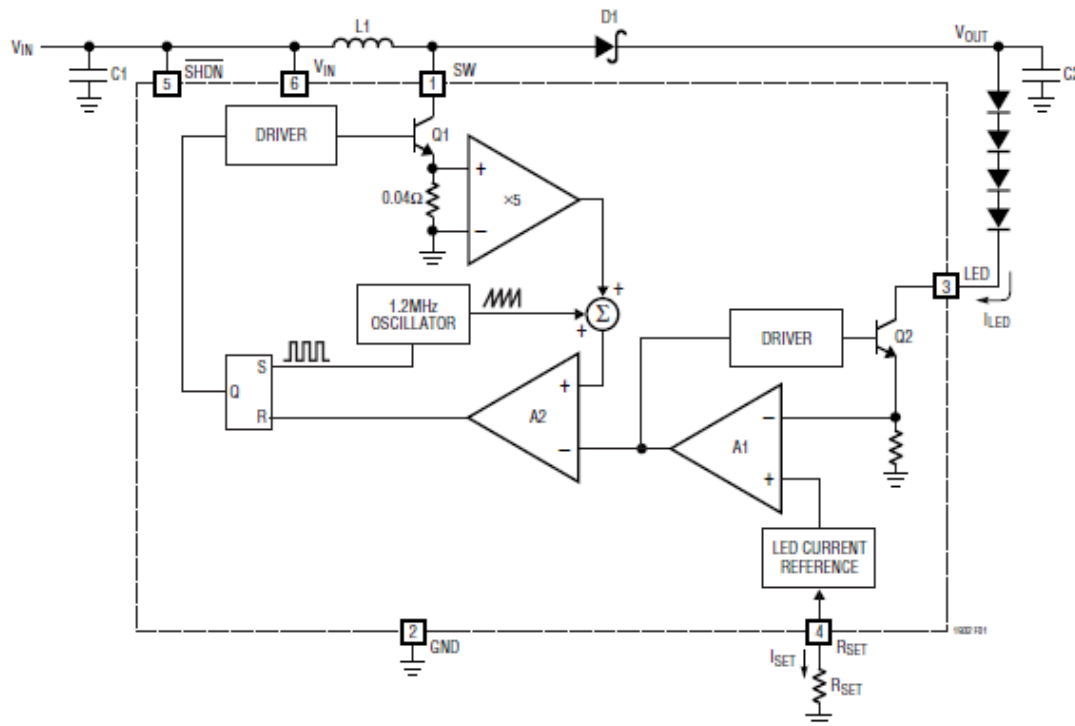 L1
D1
VIN
VOUT
C1
5
SHDN
6
VIN
1
SW
C2
DRIVER
Q1
0.04Ω
+
×5
−
1.2MHz
OSCILLATOR
+
Σ
+
3
LED
ILED
DRIVER
Q2
S
Q
R
+
A2
−
−
A1
+
LED CURRENT
REFERENCE
2
GND
4
RSET
ISET
RSET